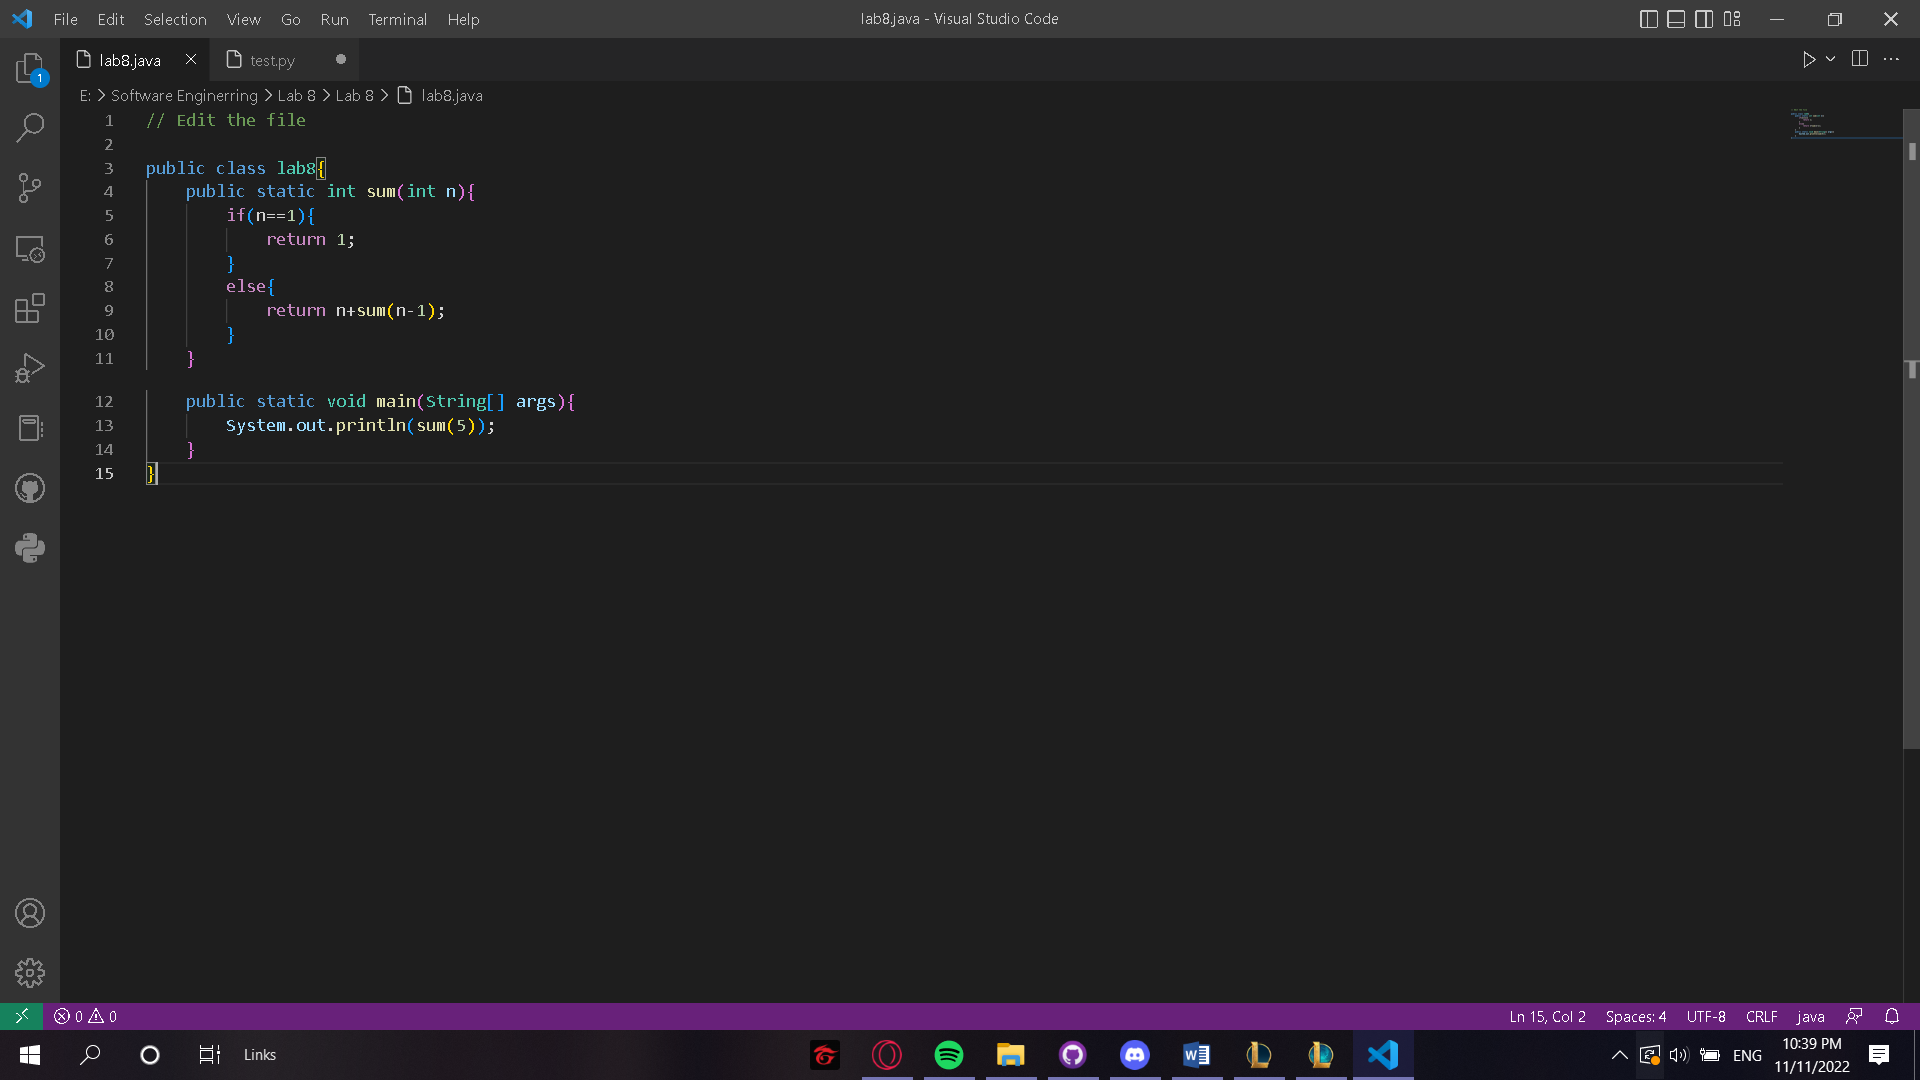 File Edit Selection View Go Run Terminal Help lab8.java - Visual Studio Code
lab8.java test.py
1
E: > Software Enginerring > Lab 8 > Lab 8 > lab8.java
1 // Edit the file
2
3 public class lab8{
4 public static int sum(int n){
5 if(n==1){
6 return 1;
7 }
8 else{
9 return n+sum(n-1);
10 }
11 }
12 public static void main(String[] args){
13 System.out.println(sum(5));
14 }
15 }
0 0 Ln 15, Col 2 Spaces: 4 UTF-8 CRLF java
Links ENG 10:39 PM
11/11/2022